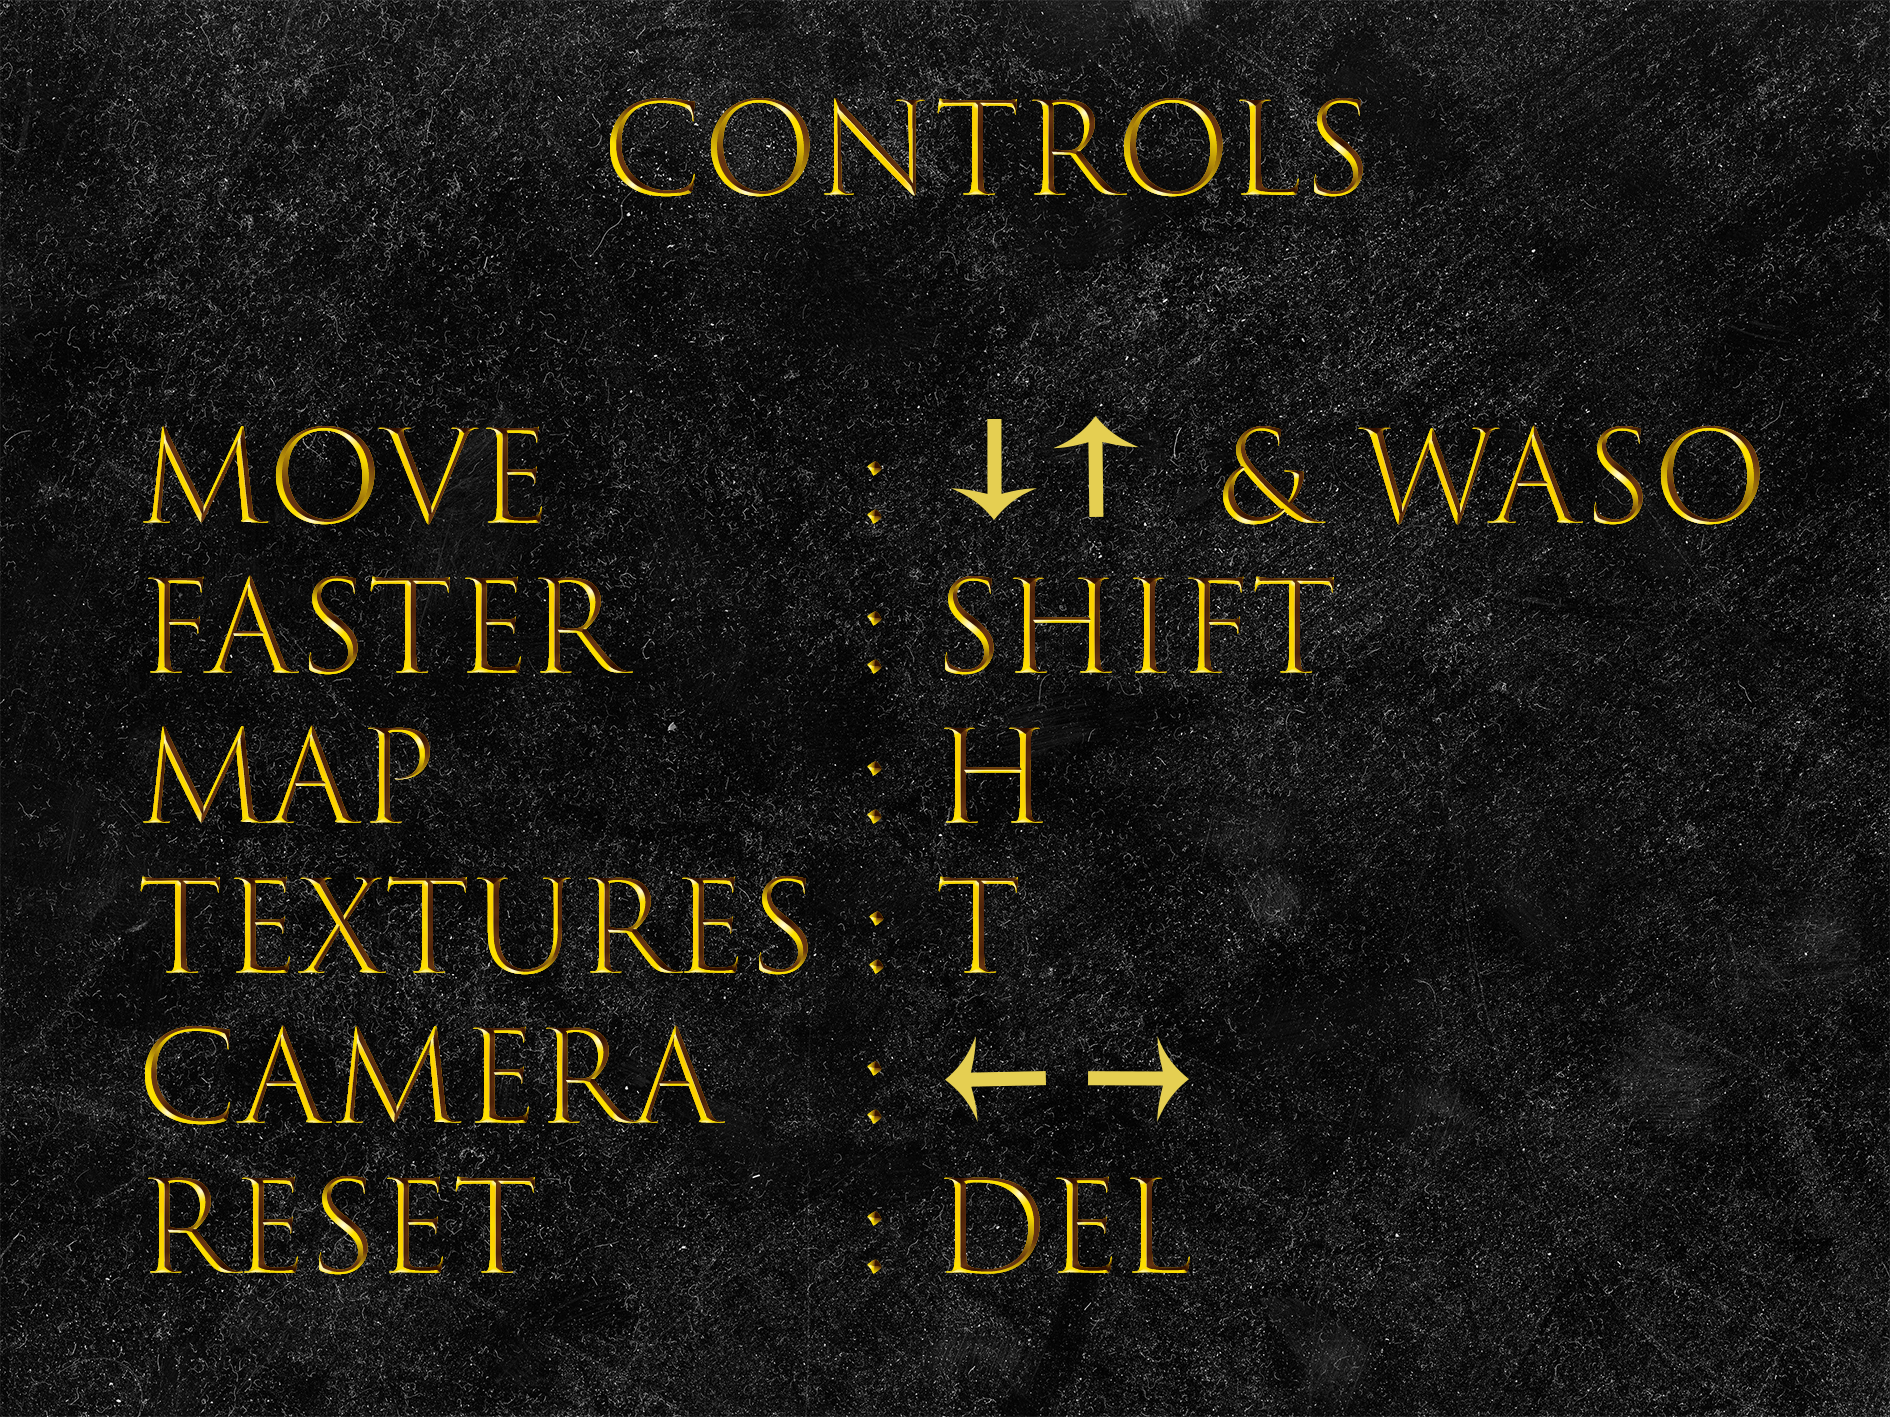 CONTROLS
MOVE : ↓↑ & WASO
FASTER : SHIFT
MAP : H
TEXTURES : T
CAMERA : ← →
RESET : DEL